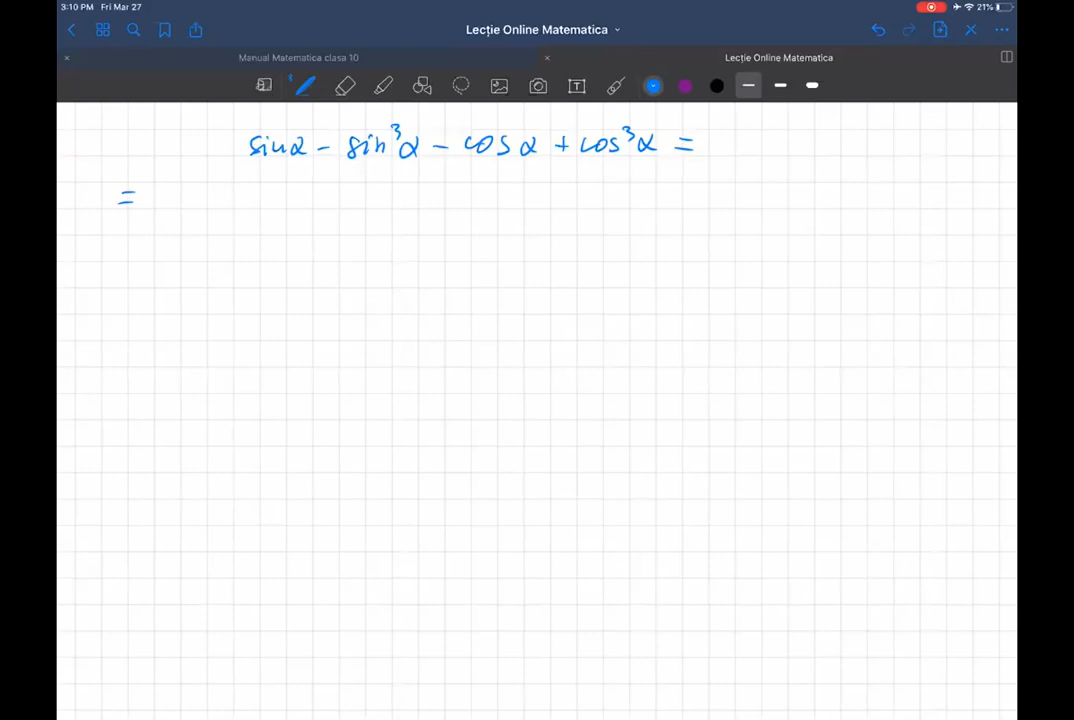 3:10 PM Fri Mar 27
21%
Lecție Online Matematica
Manual Matematica clasa 10
Lecție Online Matematica
T
sinα - sin³α - cosα + cos³α =
=